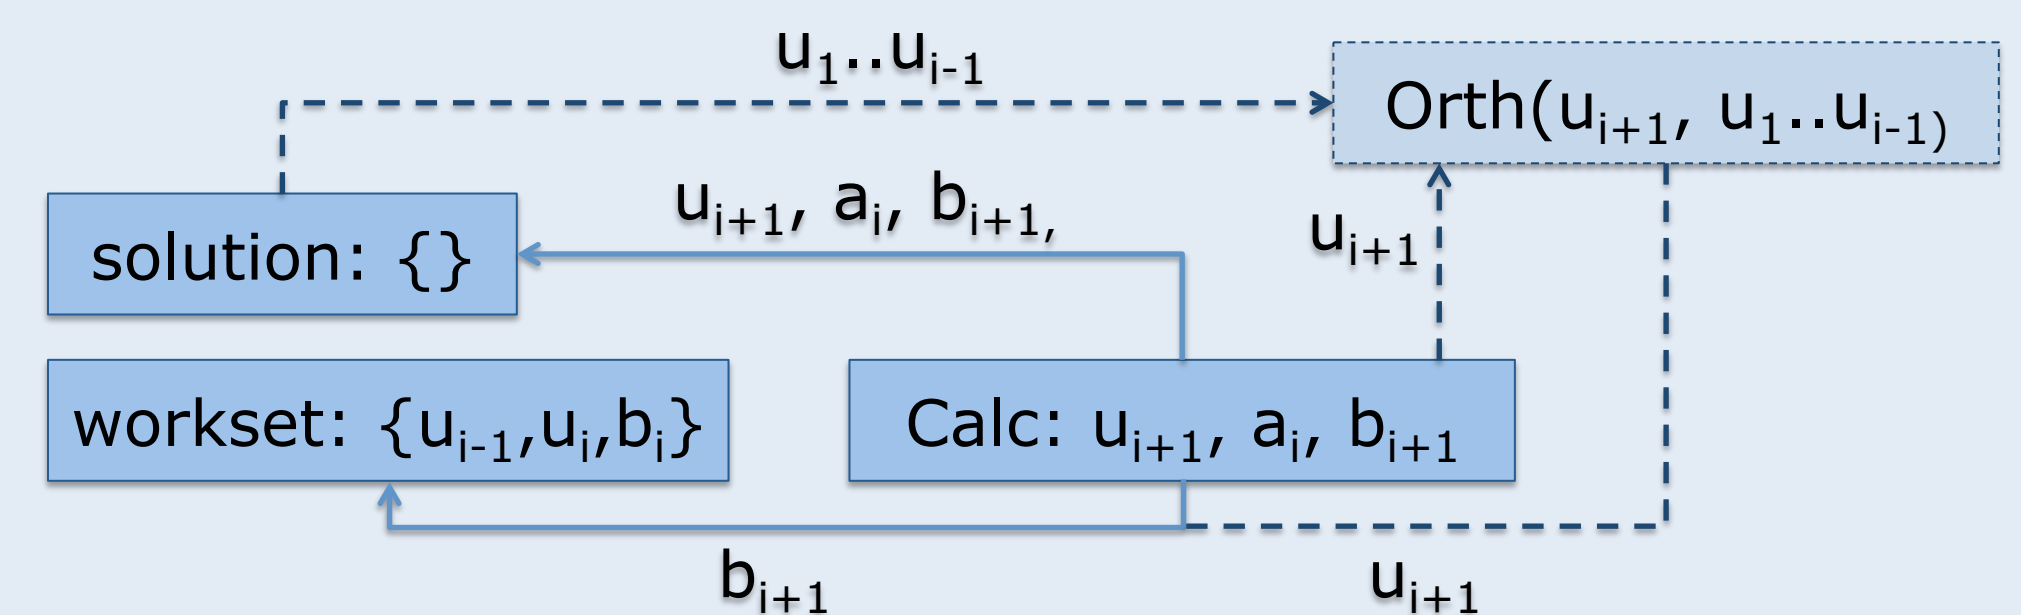 u₁..uᵢ₋₁
Orth(uᵢ₊₁, u₁..uᵢ₋₁₎
uᵢ₊₁, aᵢ, bᵢ₊₁,
uᵢ₊₁
solution: {}
workset: {uᵢ₋₁,uᵢ,bᵢ}
Calc: uᵢ₊₁, aᵢ, bᵢ₊₁
bᵢ₊₁
uᵢ₊₁